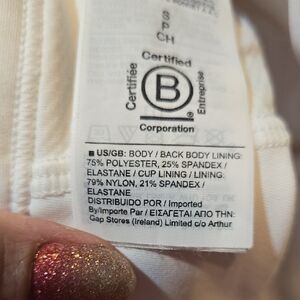 S
P
CH
Certified
Certifiée
B
Entreprise
Corporation
■ US/GB: BODY / BACK BODY LINING:
75% POLYESTER, 25% SPANDEX /
ELASTANE / CUP LINING / LINING:
79% NYLON, 21% SPANDEX /
ELASTANE
DISTRIBUIDO POR / Imported
By/Importe Par / ΕΙΣΑΓΕΤΑΙ ΑΠΟ ΤΗΝ:
Gap Stores (Ireland) Limited c/o Arthur